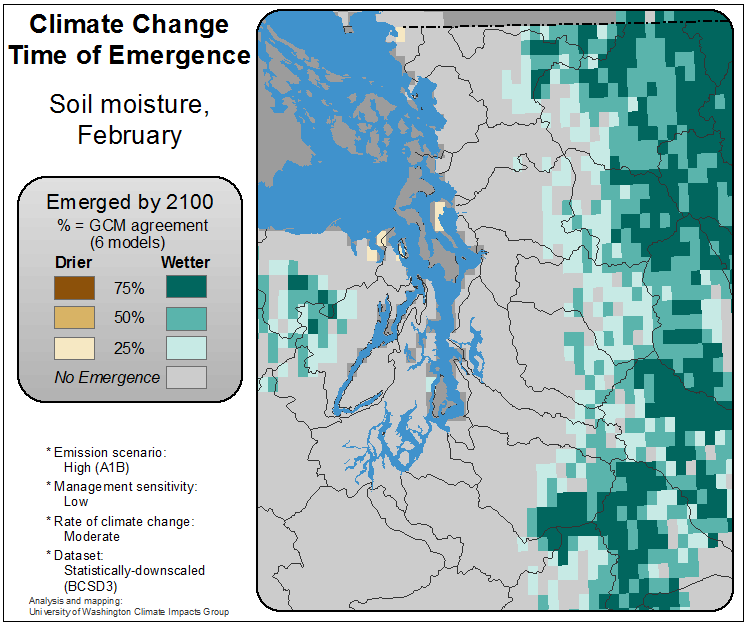 Climate Change
Time of Emergence
Soil moisture,
February
Emerged by 2100
% = GCM agreement
(6 models)
Drier Wetter
75%
50%
25%
No Emergence
* Emission scenario:
High (A1B)
* Management sensitivity:
Low
* Rate of climate change:
Moderate
* Dataset:
Statistically-downscaled
(BCSD3)
Analysis and mapping:
University of Washington Climate Impacts Group